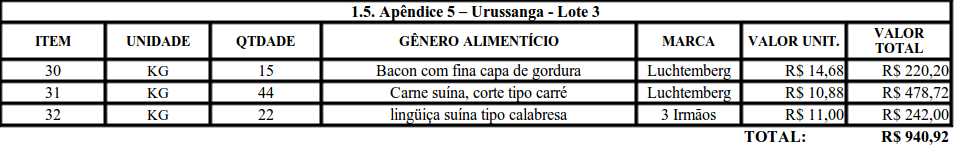 1.5. Apêndice 5 – Urussanga - Lote 3
ITEM UNIDADE QTDADE GÊNERO ALIMENTÍCIO MARCA VALOR UNIT. VALOR TOTAL
30 KG 15 Bacon com fina capa de gordura Luchtemberg R$ 14,68 R$ 220,20
31 KG 44 Carne suína, corte tipo carré Luchtemberg R$ 10,88 R$ 478,72
32 KG 22 lingüiça suína tipo calabresa 3 Irmãos R$ 11,00 R$ 242,00
TOTAL: R$ 940,92